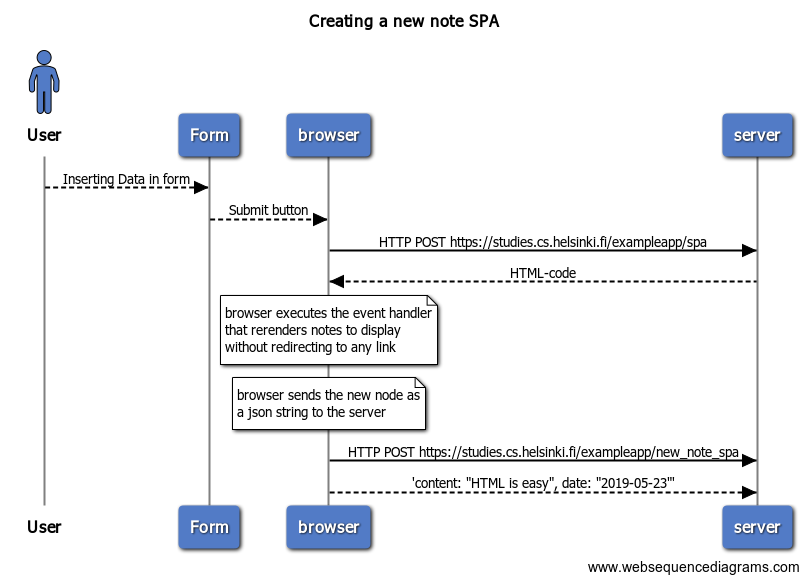 Creating a new note SPA
User
Form
browser
server
Inserting Data in form
Submit button
HTTP POST https://studies.cs.helsinki.fi/exampleapp/spa
HTML-code
browser executes the event handler
that rerenders notes to display
without redirecting to any link
browser sends the new node as
a json string to the server
HTTP POST https://studies.cs.helsinki.fi/exampleapp/new_note_spa
'content: "HTML is easy", date: "2019-05-23"'
User
Form
browser
server
www.websequencediagrams.com